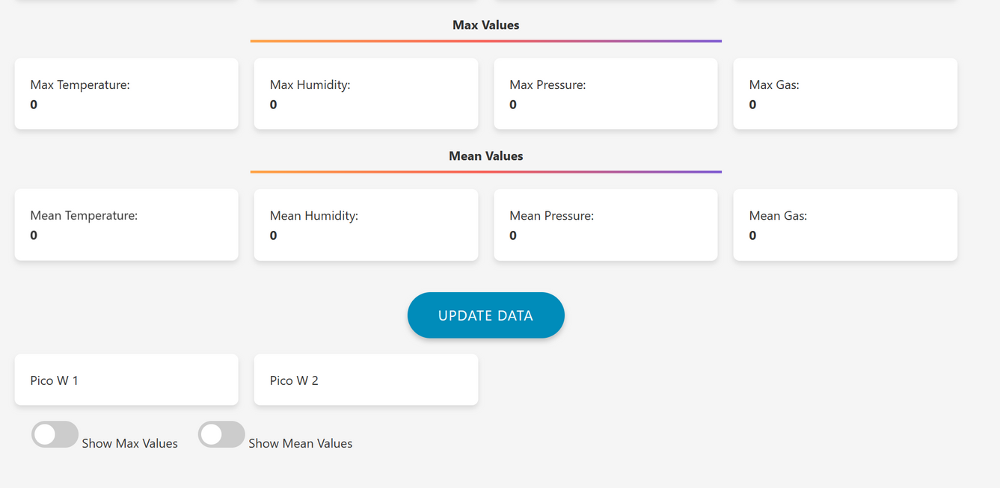 Max Values
Max Temperature:
0
Max Humidity:
0
Max Pressure:
0
Max Gas:
0
Mean Values
Mean Temperature:
0
Mean Humidity:
0
Mean Pressure:
0
Mean Gas:
0
UPDATE DATA
Pico W 1
Pico W 2
Show Max Values
Show Mean Values